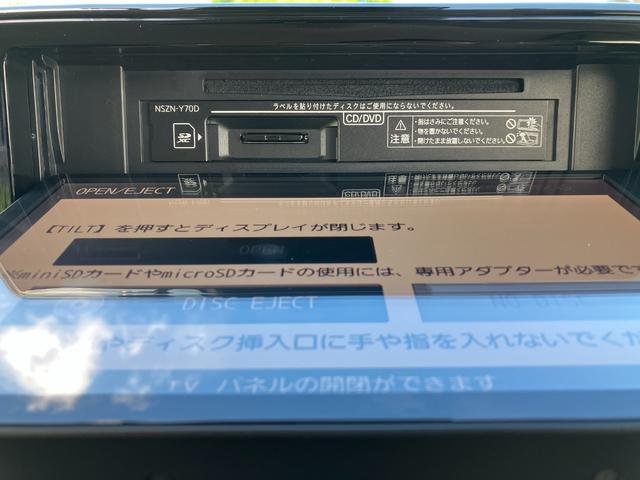 ラベルを貼り付けたディスクはご使用にならないでください。
NSZN-Y70D
CD/DVD
SD XC
注意
・指はさみにご注意ください。
・物を置かないでください。
・開けたまま放置しないでください。
OPEN/EJECT
【TILT】を押すとディスプレイが閉じます。
OPEN
※miniSDカードやmicroSDカードの使用には、専用アダプターが必要です
DISC EJECT
やディスク挿入口に手や指を入れないでくだ
TV パネルの開閉ができます